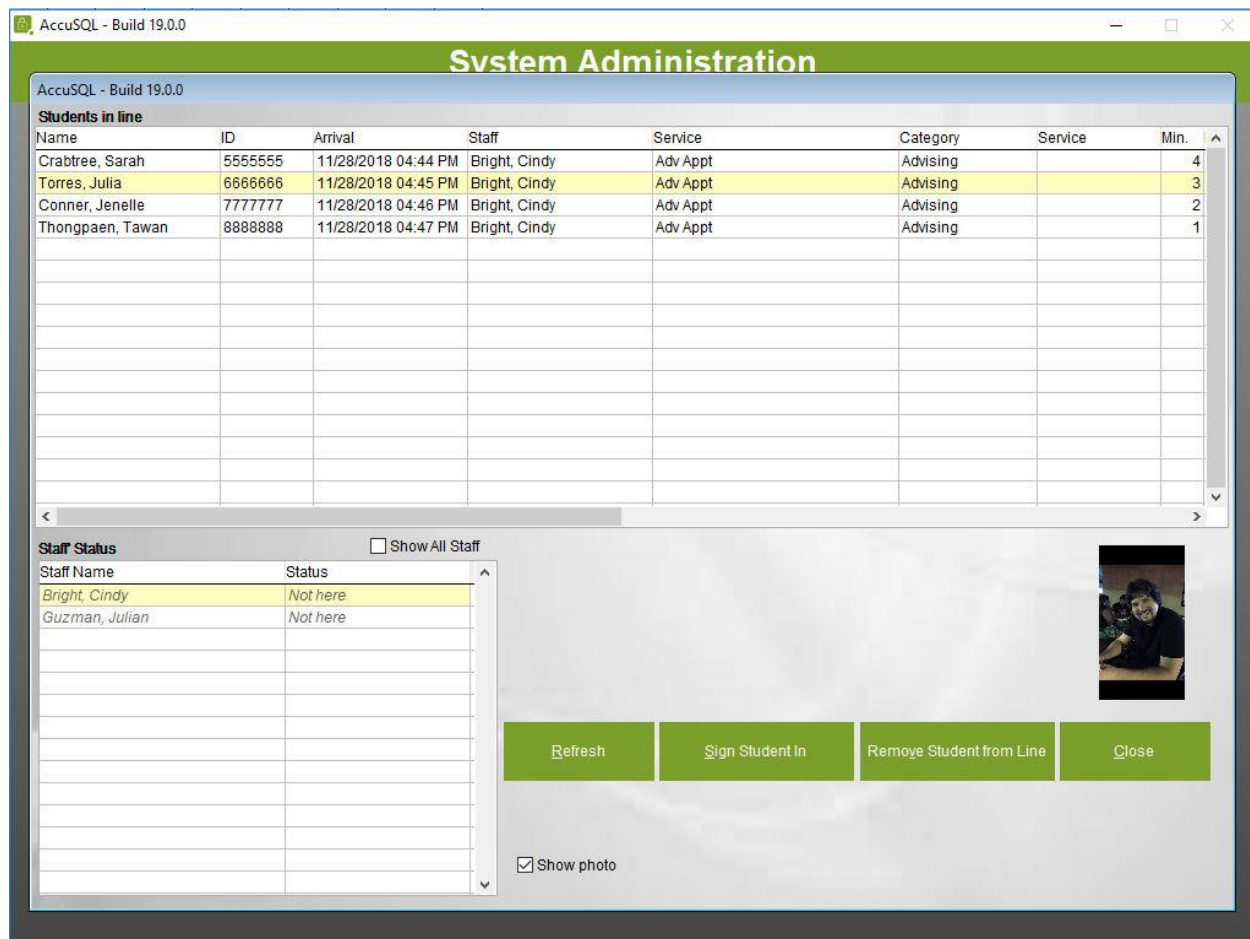 AccuSQL - Build 19.0.0
System Administration
AccuSQL - Build 19.0.0
Students in line
Name ID Arrival Staff Service Category Service Min.
Crabtree, Sarah 5555555 11/28/2018 04:44 PM Bright, Cindy Adv Appt Advising 4
Torres, Julia 6666666 11/28/2018 04:45 PM Bright, Cindy Adv Appt Advising 3
Conner, Jenelle 7777777 11/28/2018 04:46 PM Bright, Cindy Adv Appt Advising 2
Thongpaen, Tawan 8888888 11/28/2018 04:47 PM Bright, Cindy Adv Appt Advising 1
Staff Status Show All Staff
Staff Name Status
Bright, Cindy Not here
Guzman, Julian Not here
Refresh Sign Student In Remove Student from Line Close
Show photo